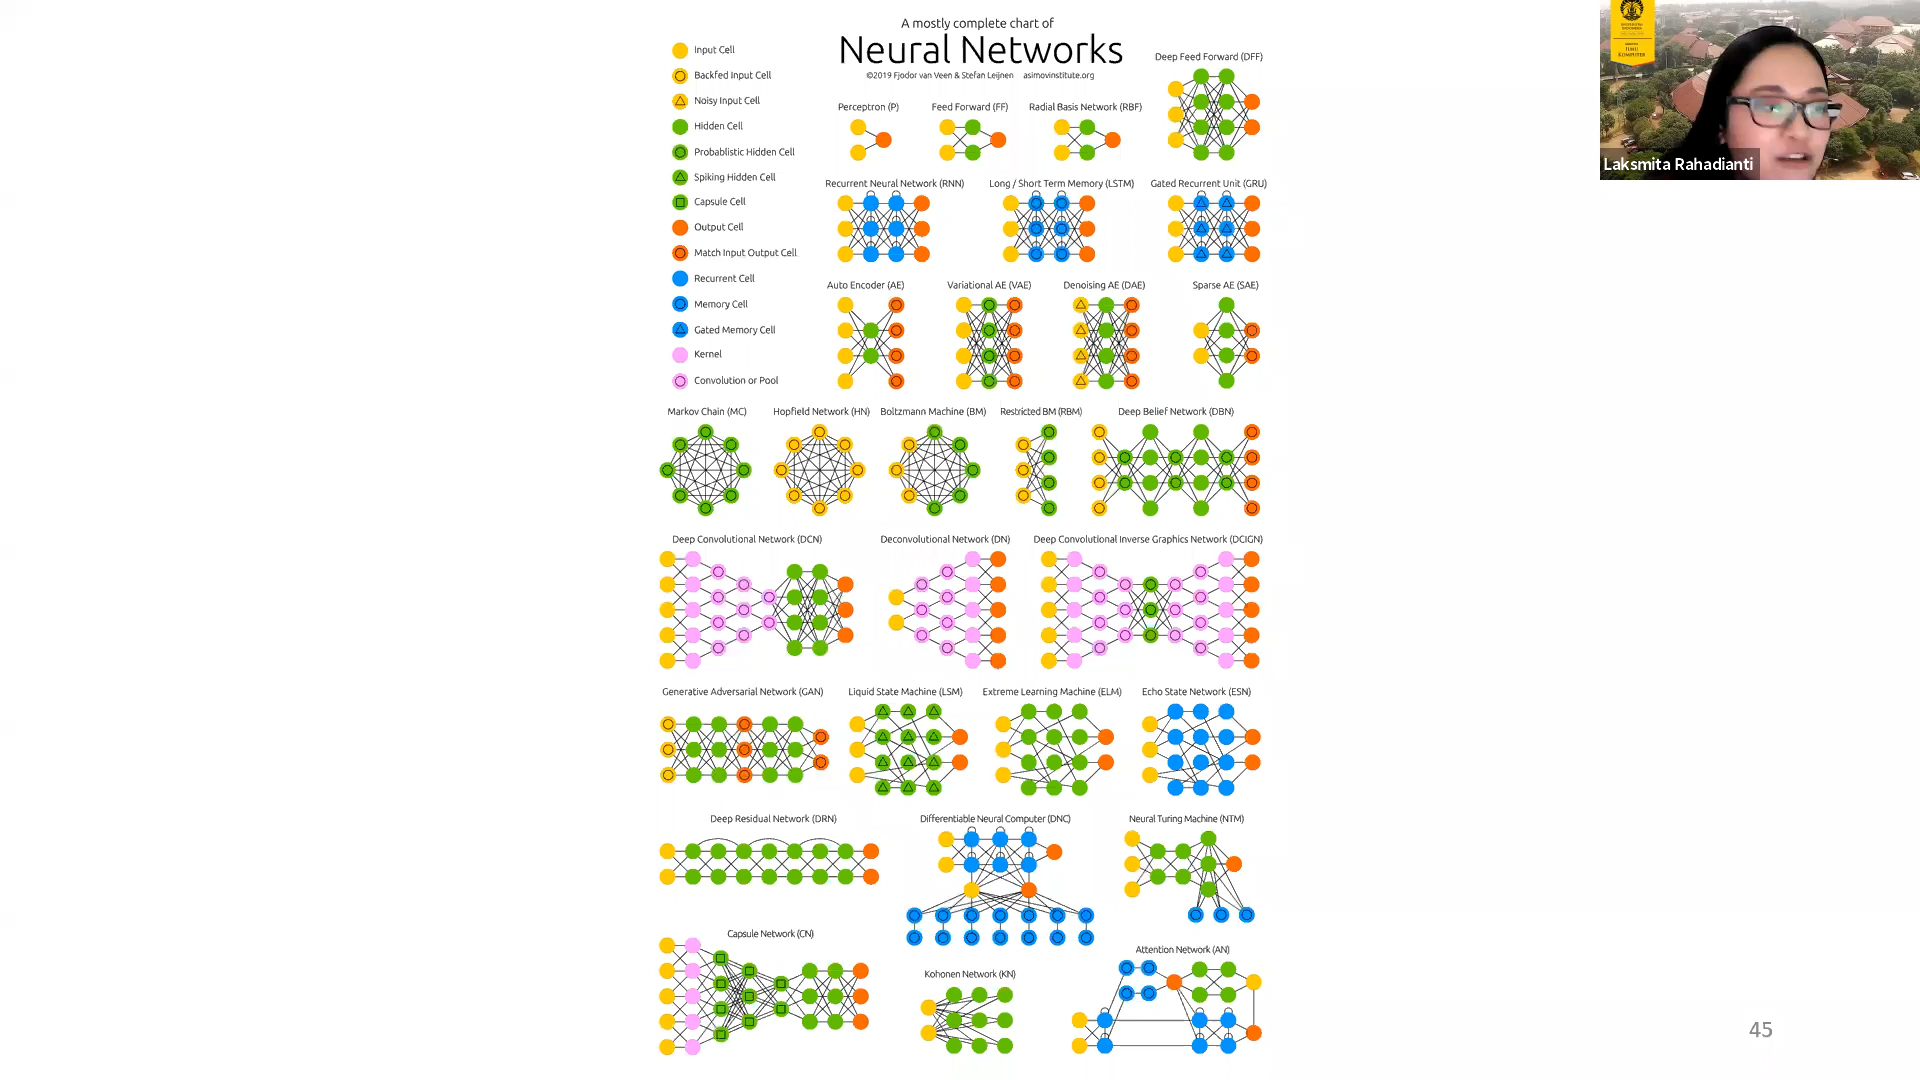 A mostly complete chart of
Neural Networks
©2019 Fjodor van Veen & Stefan Leijnen asimovinstitute.org
Input Cell
Backfed Input Cell
Noisy Input Cell
Hidden Cell
Probablistic Hidden Cell
Spiking Hidden Cell
Capsule Cell
Output Cell
Match Input Output Cell
Recurrent Cell
Memory Cell
Gated Memory Cell
Kernel
Convolution or Pool
Deep Feed Forward (DFF)
Perceptron (P)
Feed Forward (FF)
Radial Basis Network (RBF)
Recurrent Neural Network (RNN)
Long / Short Term Memory (LSTM)
Gated Recurrent Unit (GRU)
Auto Encoder (AE)
Variational AE (VAE)
Denoising AE (DAE)
Sparse AE (SAE)
Markov Chain (MC)
Hopfield Network (HN)
Boltzmann Machine (BM)
Restricted BM (RBM)
Deep Belief Network (DBN)
Deep Convolutional Network (DCN)
Deconvolutional Network (DN)
Deep Convolutional Inverse Graphics Network (DCIGN)
Generative Adversarial Network (GAN)
Liquid State Machine (LSM)
Extreme Learning Machine (ELM)
Echo State Network (ESN)
Deep Residual Network (DRN)
Differentiable Neural Computer (DNC)
Neural Turing Machine (NTM)
Capsule Network (CN)
Kohonen Network (KN)
Attention Network (AN)
Laksmita Rahadianti
ILMU
KOMPUTER
45